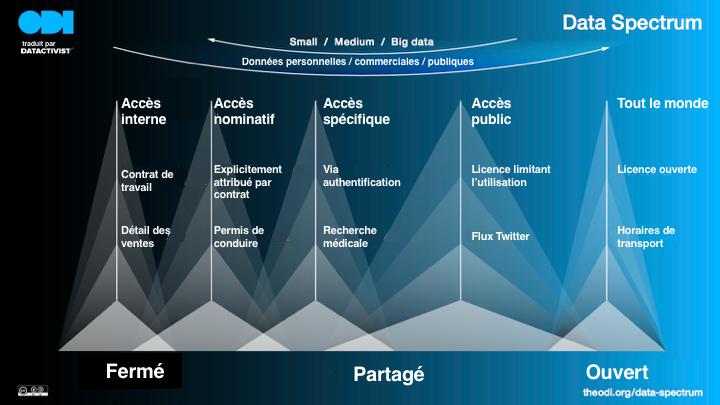 ODI
traduit par
DATACTIVIST
Data Spectrum
Small / Medium / Big data
Données personnelles / commerciales / publiques
Accès
interne
Accès
nominatif
Accès
spécifique
Accès
public
Tout le monde
Contrat de
travail
Explicitement
attribué par
contrat
Via
authentification
Licence limitant
l'utilisation
Licence ouverte
Détail des
ventes
Permis de
conduire
Recherche
médicale
Flux Twitter
Horaires de
transport
Fermé
Partagé
Ouvert
theodi.org/data-spectrum